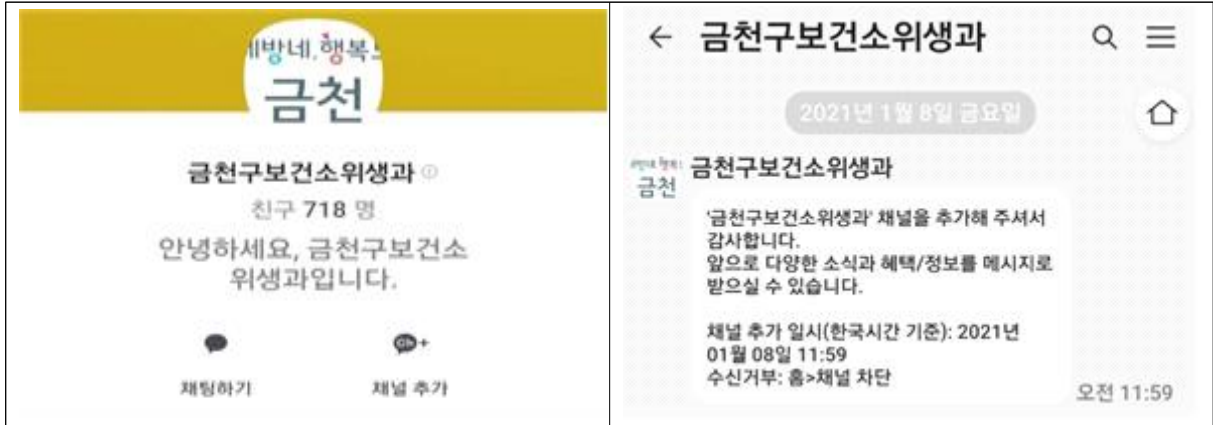 방네.행복
금천
금천구보건소위생과
친구 718 명
안녕하세요, 금천구보건소
위생과입니다.
채팅하기
Ch+
채널 추가
금천구보건소위생과
2021년 1월 8일 금요일
금천
금천구보건소위생과
'금천구보건소위생과' 채널을 추가해 주셔서
감사합니다.
앞으로 다양한 소식과 혜택/정보를 메시지로
받으실 수 있습니다.
채널 추가 일시(한국시간 기준): 2021년
01월 08일 11:59
수신거부: 홈>채널 차단
오전 11:59